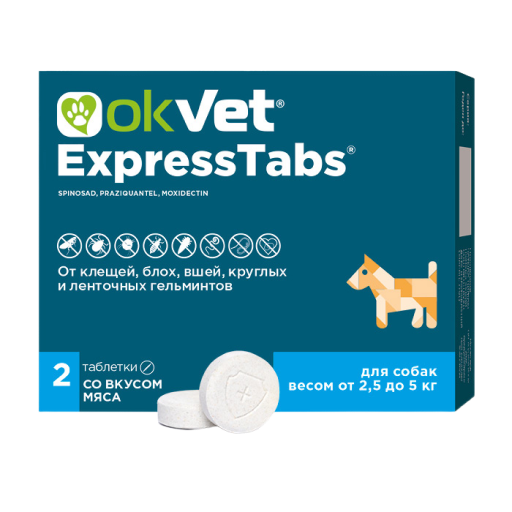 okvet®
ExpressTabs®
SPINOSAD, PRAZIQUANTEL, MOXIDECTIN
От клещей, блох, вшей, круглых
и ленточных гельминтов
2 таблетки
СО ВКУСОМ
МЯСА
для собак
весом от 2,5 до 5 кг